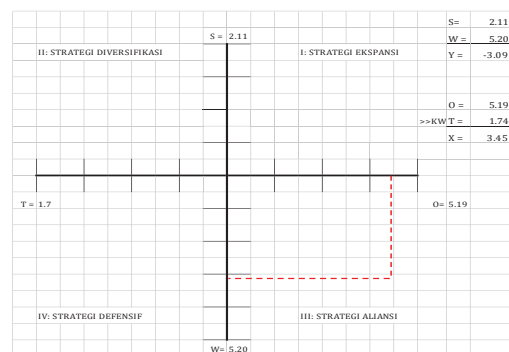 S= 2.11
S = 2.11
W = 5.20
II: STRATEGI DIVERSIFIKASI
I: STRATEGI EKSPANSI
Y = -3.09
O = 5.19
>>KW T = 1.74
X = 3.45
T = 1.7
O= 5.19
IV: STRATEGI DEFENSIF
III: STRATEGI ALIANSI
W= 5.20